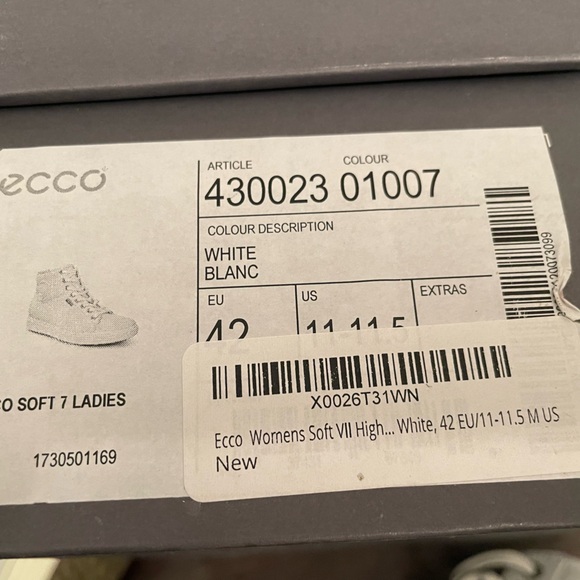 ecco
ARTICLE COLOUR
430023 01007
COLOUR DESCRIPTION
WHITE
BLANC
EU US EXTRAS
42 11-11.5
SOFT 7 LADIES
1730501169
X0026T31WN
Ecco Womens Soft VII High... White, 42 EU/11-11.5 M US
New